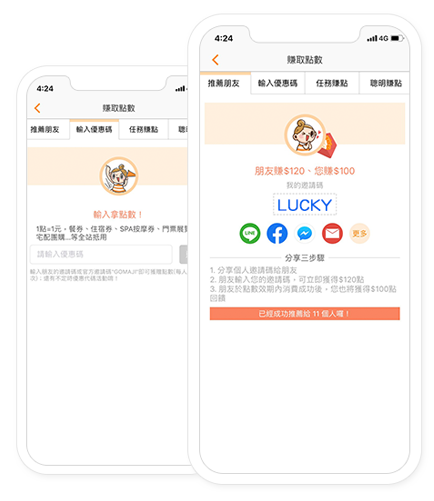 4:24
賺取點數
推薦朋友
輸入優惠碼
任務賺點
輸入拿點數！
1點=1元、餐券、住宿券、SPA按摩券、門票展覽
宅配團購...等全站抵用
請輸入優惠碼
輸入朋友的邀請碼或官方邀請碼"GOMAJI"即可獲贈點數(每人
次)；還有不定時優惠代碼活動唷！
4:24
4G
賺取點數
推薦朋友
輸入優惠碼
任務賺點
聰明賺點
朋友賺$120、您賺$100
我的邀請碼
LUCKY
LINE
更多
分享三步驟
1. 分享個人邀請碼給朋友
2. 朋友輸入您的邀請碼，可立即獲得$120點
3. 朋友於點數效期內消費成功後，您也將獲得$100點
回饋
已經成功推薦給 11 個人囉！